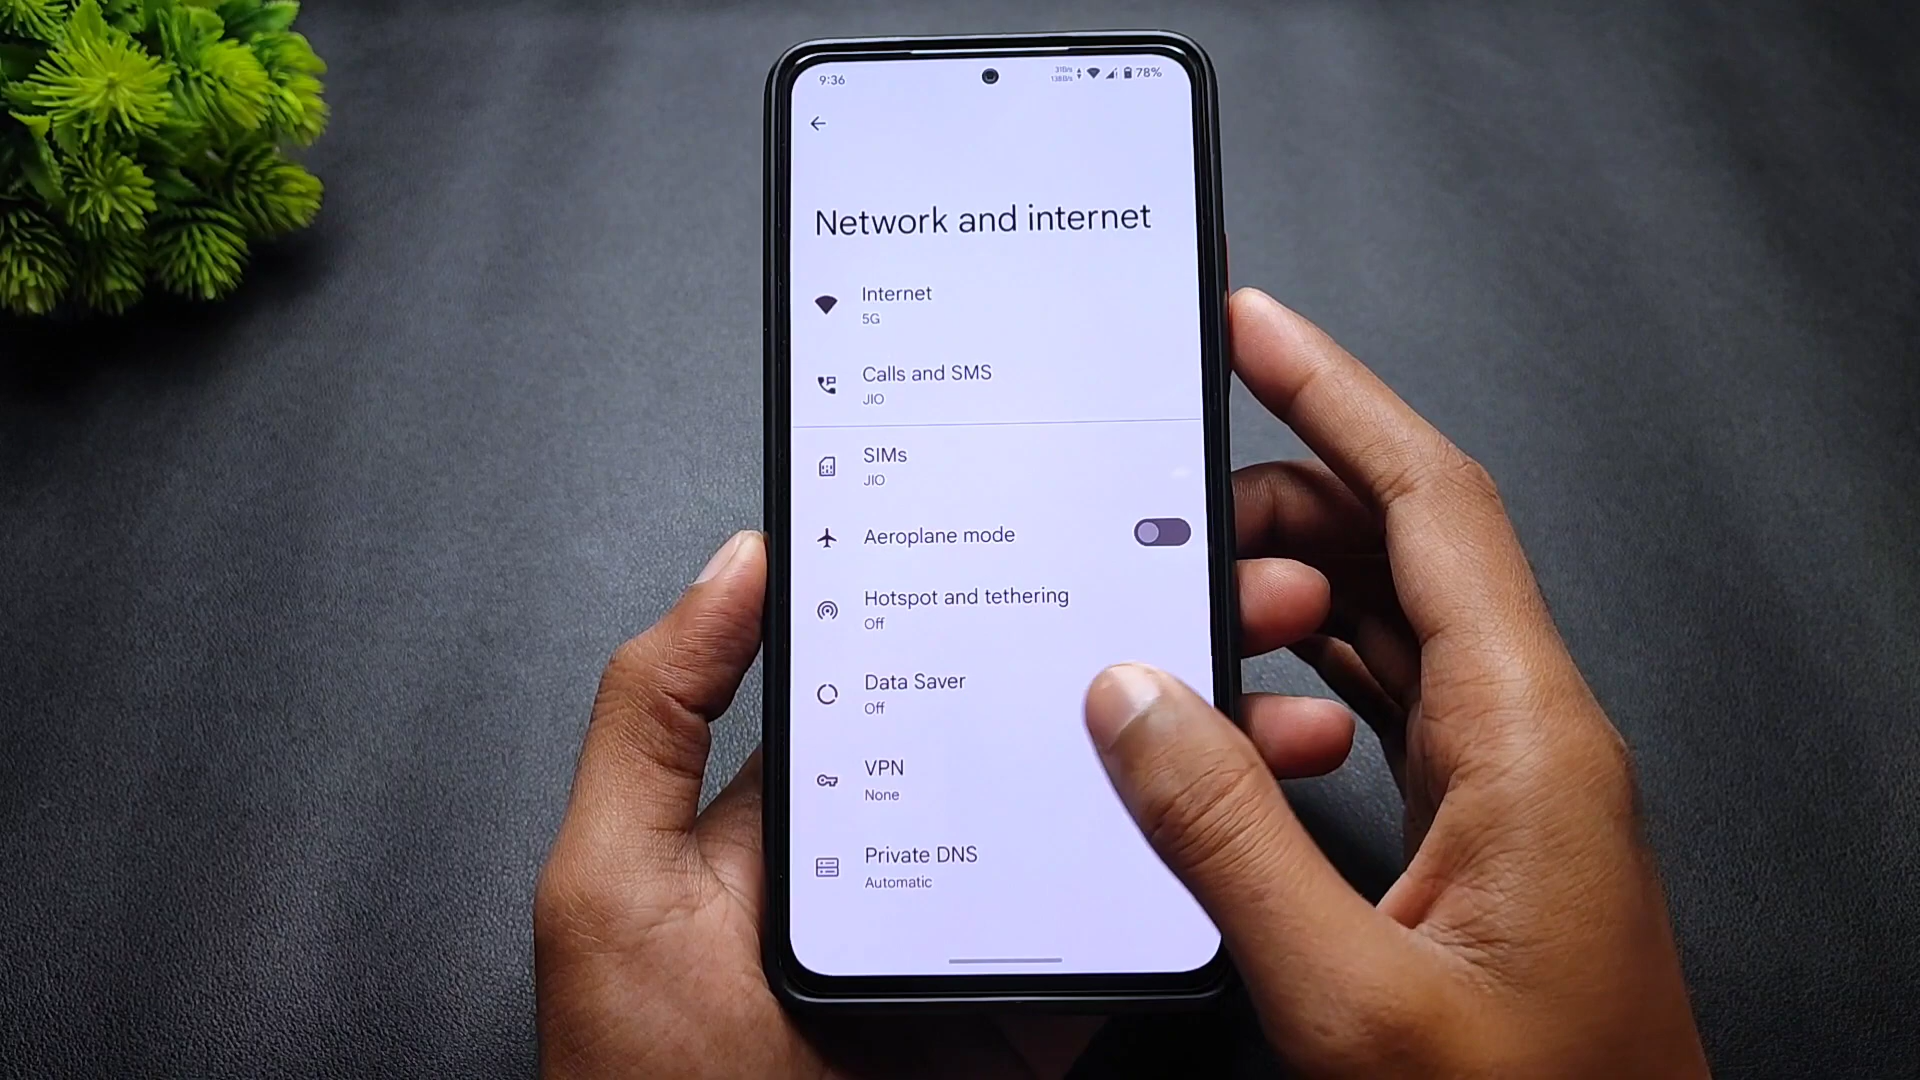 9:36
78%
Network and internet
Internet
5G
Calls and SMS
JIO
SIMs
JIO
Aeroplane mode
Hotspot and tethering
Off
Data Saver
Off
VPN
None
Private DNS
Automatic